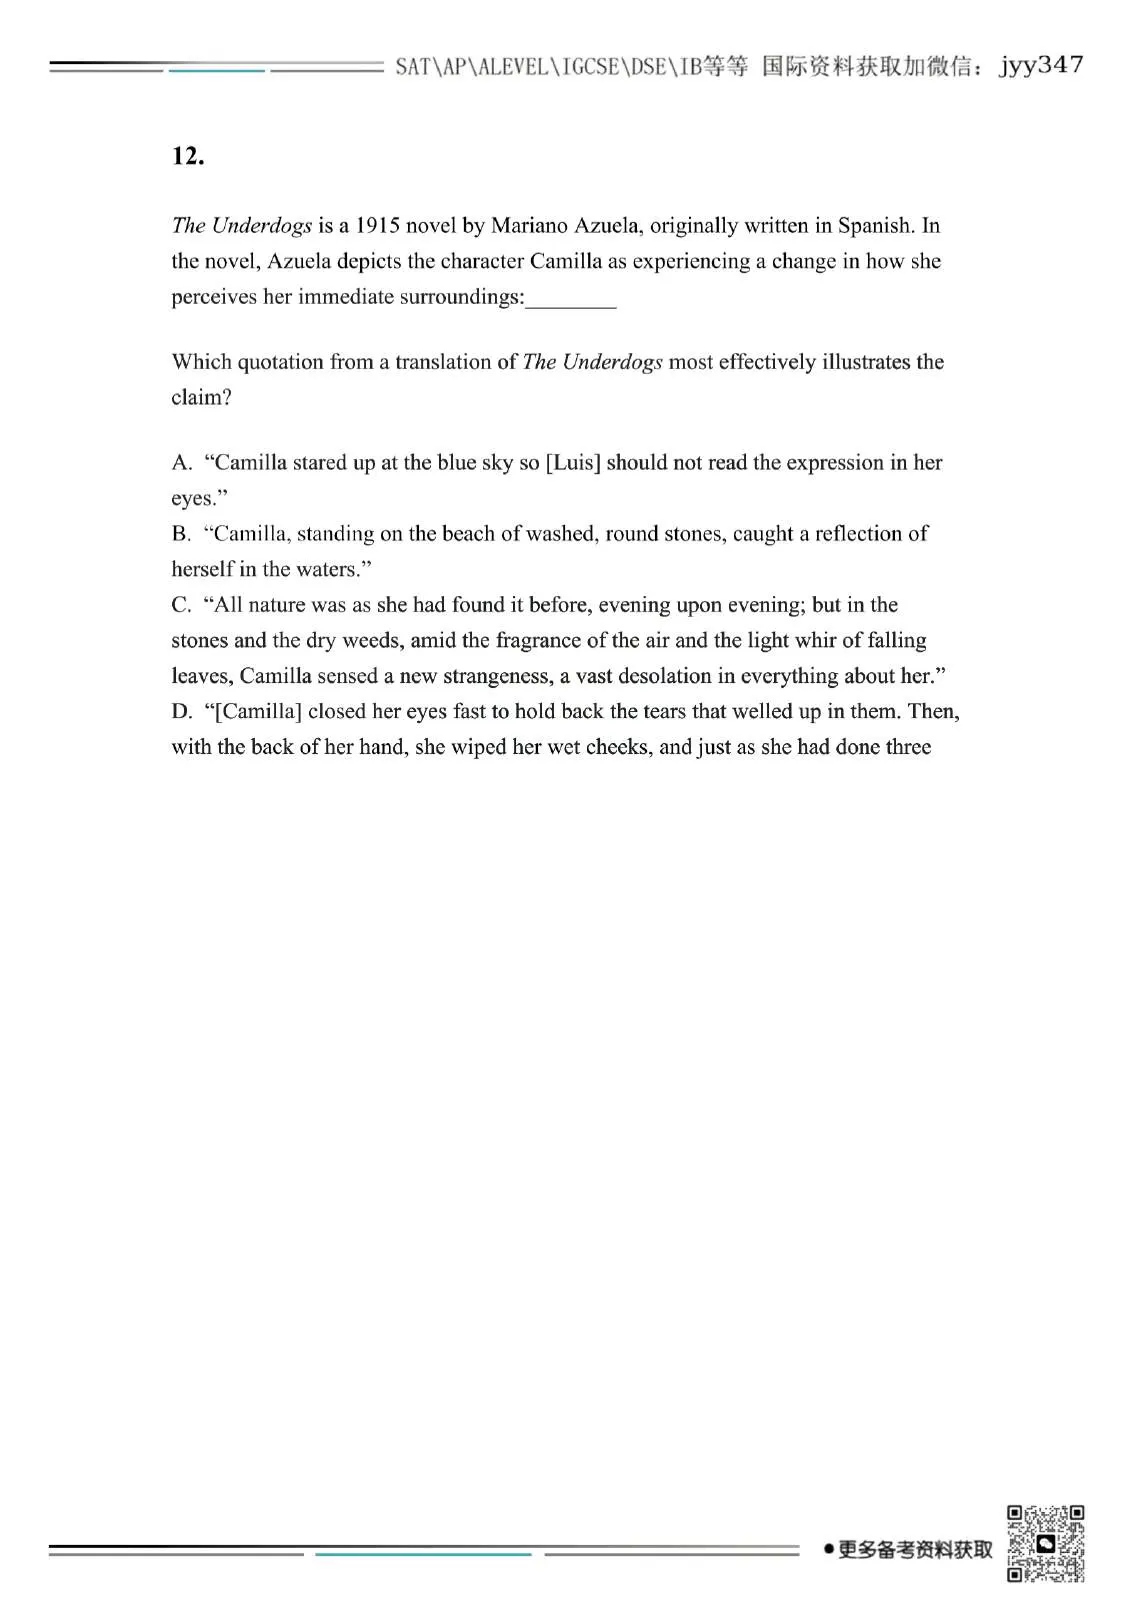 SAT\AP\ALEVEL\IGCSE\DSE\IB等等 国际资料获取加微信： jyy347
12.
The Underdogs is a 1915 novel by Mariano Azuela, originally written in Spanish. In
the novel, Azuela depicts the character Camilla as experiencing a change in how she
perceives her immediate surroundings:________
Which quotation from a translation of The Underdogs most effectively illustrates the
claim?
A. “Camilla stared up at the blue sky so [Luis] should not read the expression in her
eyes.”
B. “Camilla, standing on the beach of washed, round stones, caught a reflection of
herself in the waters.”
C. “All nature was as she had found it before, evening upon evening; but in the
stones and the dry weeds, amid the fragrance of the air and the light whir of falling
leaves, Camilla sensed a new strangeness, a vast desolation in everything about her.”
D. “[Camilla] closed her eyes fast to hold back the tears that welled up in them. Then,
with the back of her hand, she wiped her wet cheeks, and just as she had done three
●更多备考资料获取